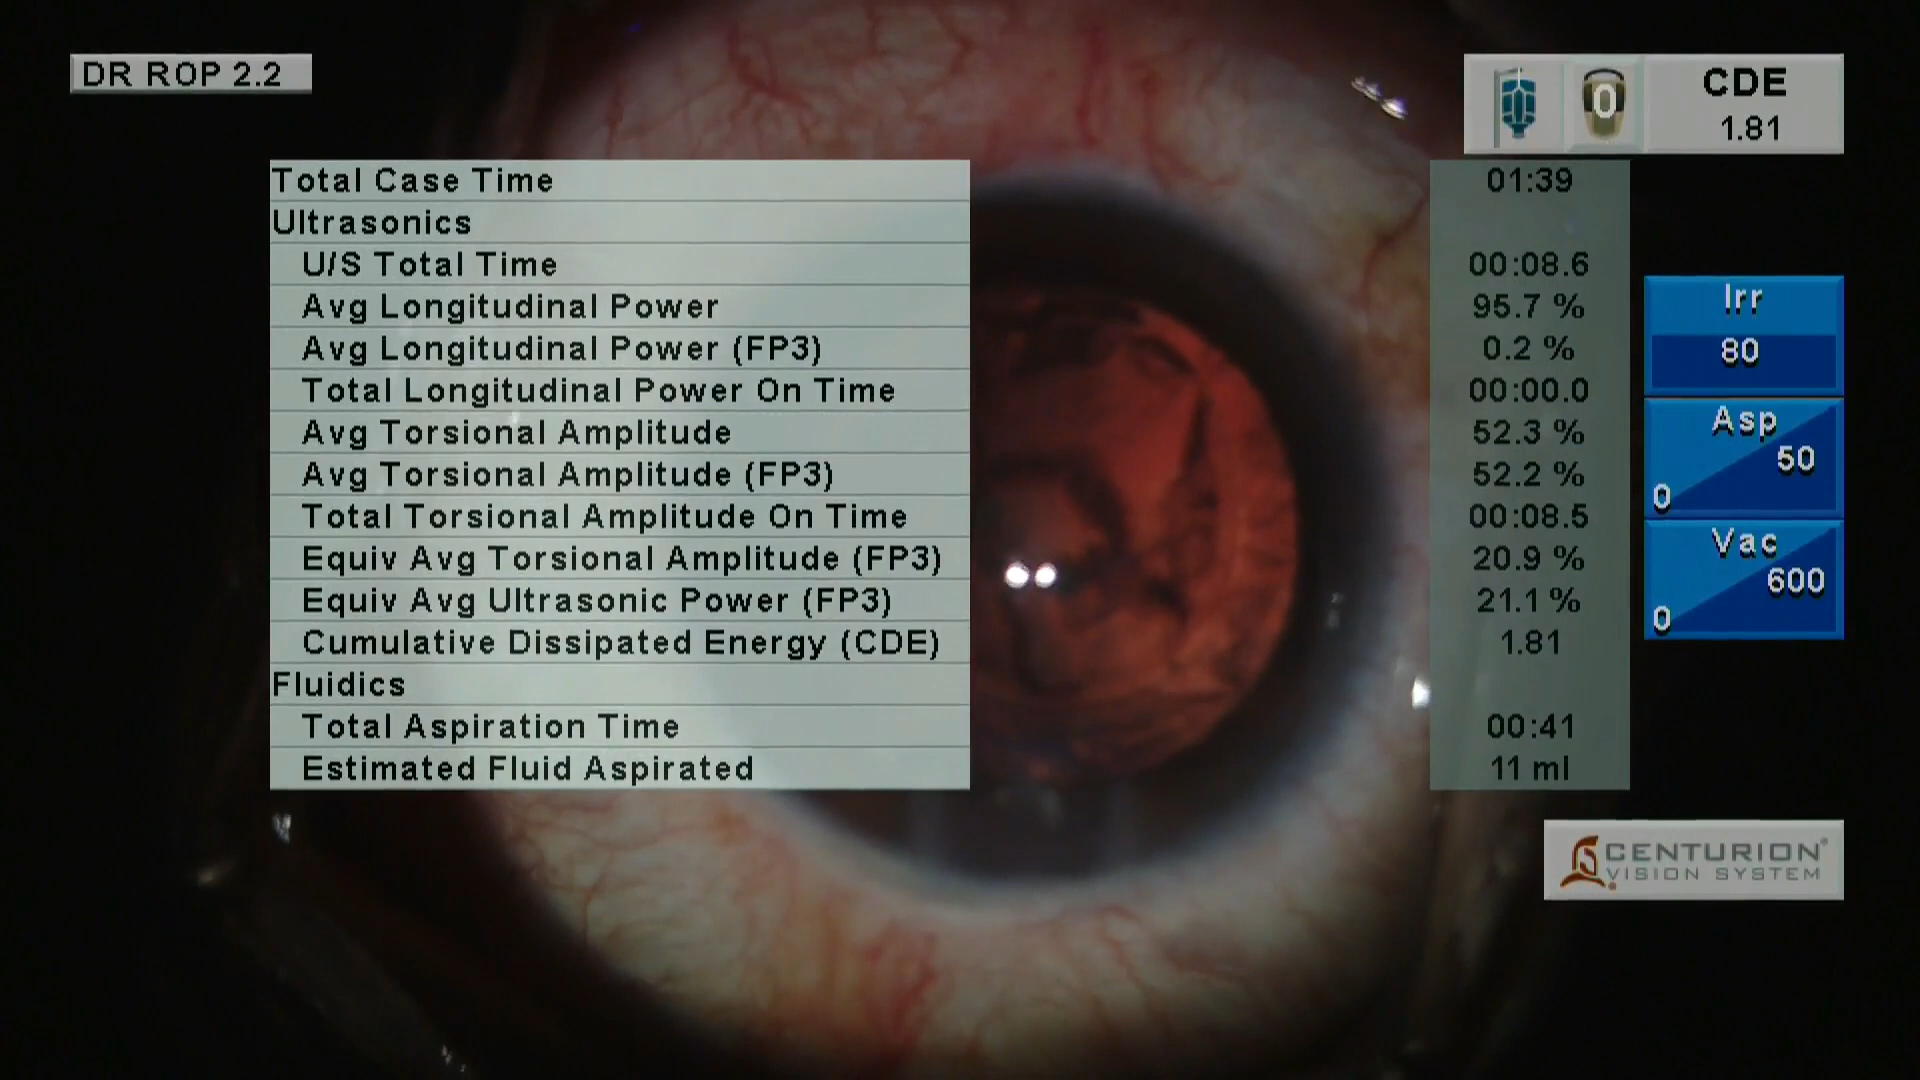 DR ROP 2.2
0
CDE
1.81
Total Case Time 01:39
Ultrasonics
U/S Total Time 00:08.6
Avg Longitudinal Power 95.7 %
Avg Longitudinal Power (FP3) 0.2 %
Total Longitudinal Power On Time 00:00.0
Avg Torsional Amplitude 52.3 %
Avg Torsional Amplitude (FP3) 52.2 %
Total Torsional Amplitude On Time 00:08.5
Equiv Avg Torsional Amplitude (FP3) 20.9 %
Equiv Avg Ultrasonic Power (FP3) 21.1 %
Cumulative Dissipated Energy (CDE) 1.81
Fluidics
Total Aspiration Time 00:41
Estimated Fluid Aspirated 11 ml
Irr
80
Asp
50
0
Vac
600
0
CENTURION®
VISION SYSTEM